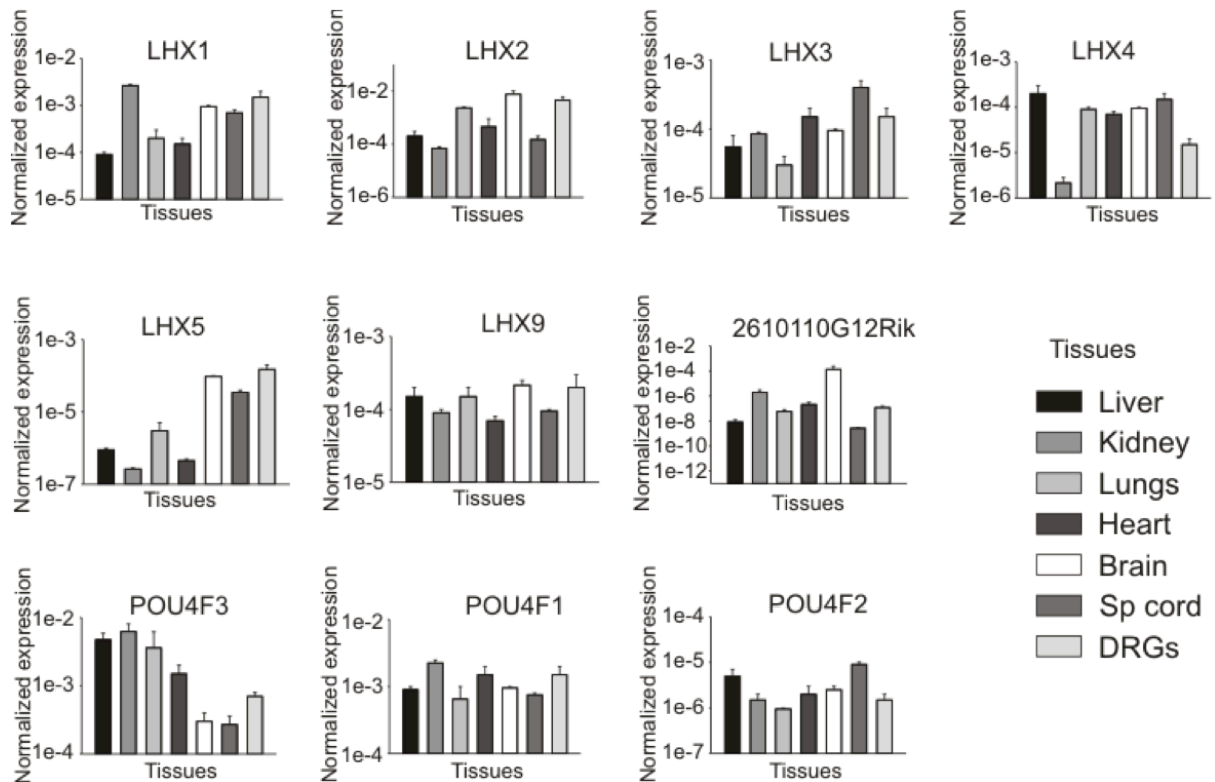 LHX1
Normalized expression
1e-2
1e-3
1e-4
1e-5
Tissues
LHX2
Normalized expression
1e-2
1e-4
1e-6
Tissues
LHX3
Normalized expression
1e-3
1e-4
1e-5
Tissues
LHX4
Normalized expression
1e-3
1e-4
1e-5
1e-6
Tissues
LHX5
Normalized expression
1e-3
1e-5
1e-7
Tissues
LHX9
Normalized expression
1e-3
1e-4
1e-5
Tissues
2610110G12Rik
Normalized expression
1e-2
1e-4
1e-6
1e-8
1e-10
1e-12
Tissues
Tissues
Liver
Kidney
Lungs
Heart
Brain
Sp cord
DRGs
POU4F3
Normalized expression
1e-2
1e-3
1e-4
Tissues
POU4F1
Normalized expression
1e-2
1e-3
1e-4
Tissues
POU4F2
Normalized expression
1e-4
1e-5
1e-6
1e-7
Tissues